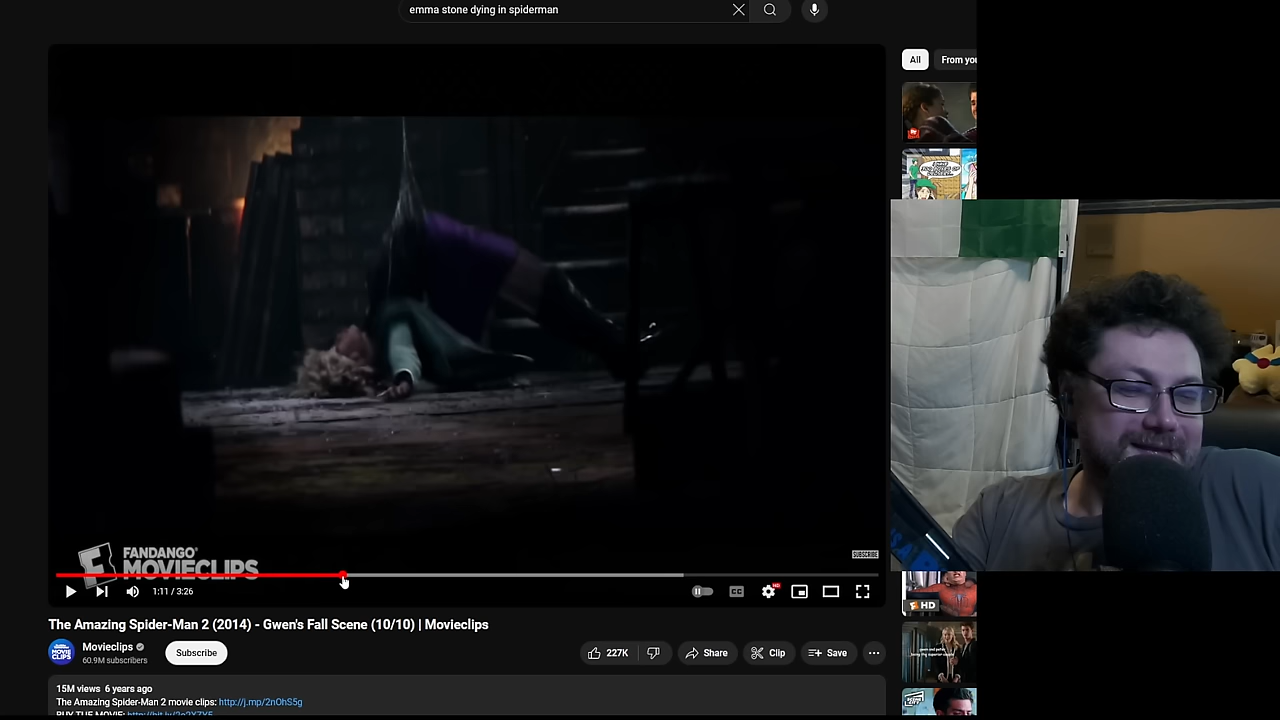 emma stone dying in spiderman
All
From you
FANDANGO
MOVIECLIPS
SUBSCRIBE
1:11 / 3:26
CC
HD
The Amazing Spider-Man 2 (2014) - Gwen's Fall Scene (10/10) | Movieclips
Movieclips
60.9M subscribers
Subscribe
227K
Share
Clip
Save
15M views 6 years ago
The Amazing Spider-Man 2 movie clips: http://j.mp/2nOhS5g
HD